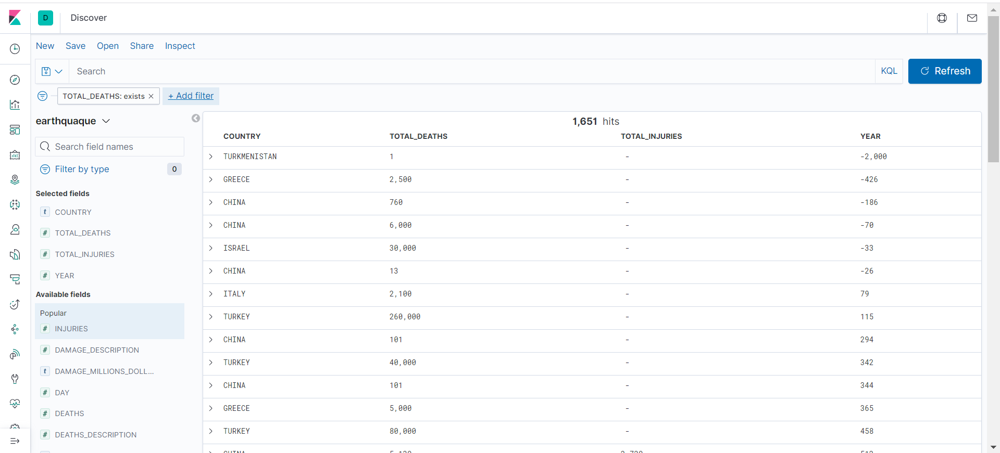 D Discover
New Save Open Share Inspect
Search KQL Refresh
TOTAL_DEATHS: exists × + Add filter
earthquaque
Search field names
Filter by type 0
Selected fields
t COUNTRY
# TOTAL_DEATHS
# TOTAL_INJURIES
# YEAR
Available fields
Popular
# INJURIES
# DAMAGE_DESCRIPTION
t DAMAGE_MILLIONS_DOLL...
# DAY
# DEATHS
# DEATHS_DESCRIPTION
1,651 hits
COUNTRY TOTAL_DEATHS TOTAL_INJURIES YEAR
TURKMENISTAN 1 - -2,000
GREECE 2,500 - -426
CHINA 760 - -186
CHINA 6,000 - -70
ISRAEL 30,000 - -33
CHINA 13 - -26
ITALY 2,100 - 79
TURKEY 260,000 - 115
CHINA 101 - 294
TURKEY 40,000 - 342
CHINA 101 - 344
GREECE 5,000 - 365
TURKEY 80,000 - 458